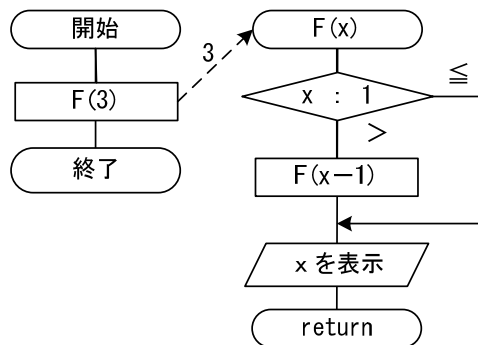 開始
F(3)
終了
3
F(x)
x : 1
≦
>
F(x-1)
xを表示
return